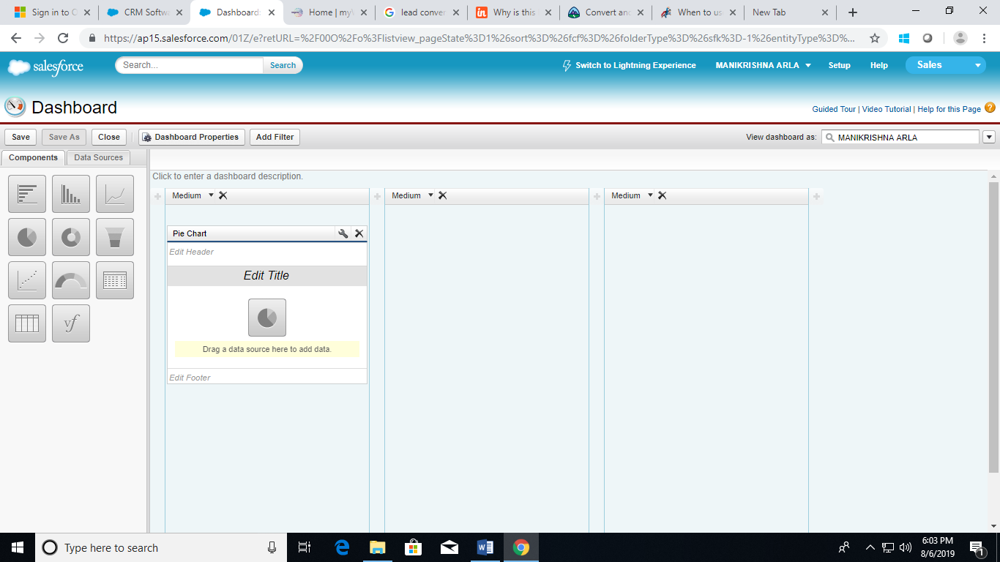 Sign in to C
CRM Softw
Dashboard
Home | my
lead conver
Why is this
Convert and
When to us
New Tab
https://ap15.salesforce.com/01Z/e?retURL=%2F00O%2Fo%3Flistview_pageState%3D1%26sort%3D%26fcf%3D%26folderType%3D%26sfk%3D-1%26entityType%3D%...
salesforce
Search...
Search
Switch to Lightning Experience
MANIKRISHNA ARLA
Setup
Help
Sales
Dashboard
Guided Tour | Video Tutorial | Help for this Page
Save
Save As
Close
Dashboard Properties
Add Filter
View dashboard as:
MANIKRISHNA ARLA
Components
Data Sources
Click to enter a dashboard description.
Medium
Medium
Medium
Pie Chart
Edit Header
Edit Title
Drag a data source here to add data.
Edit Footer
vf
Type here to search
6:03 PM
8/6/2019
1